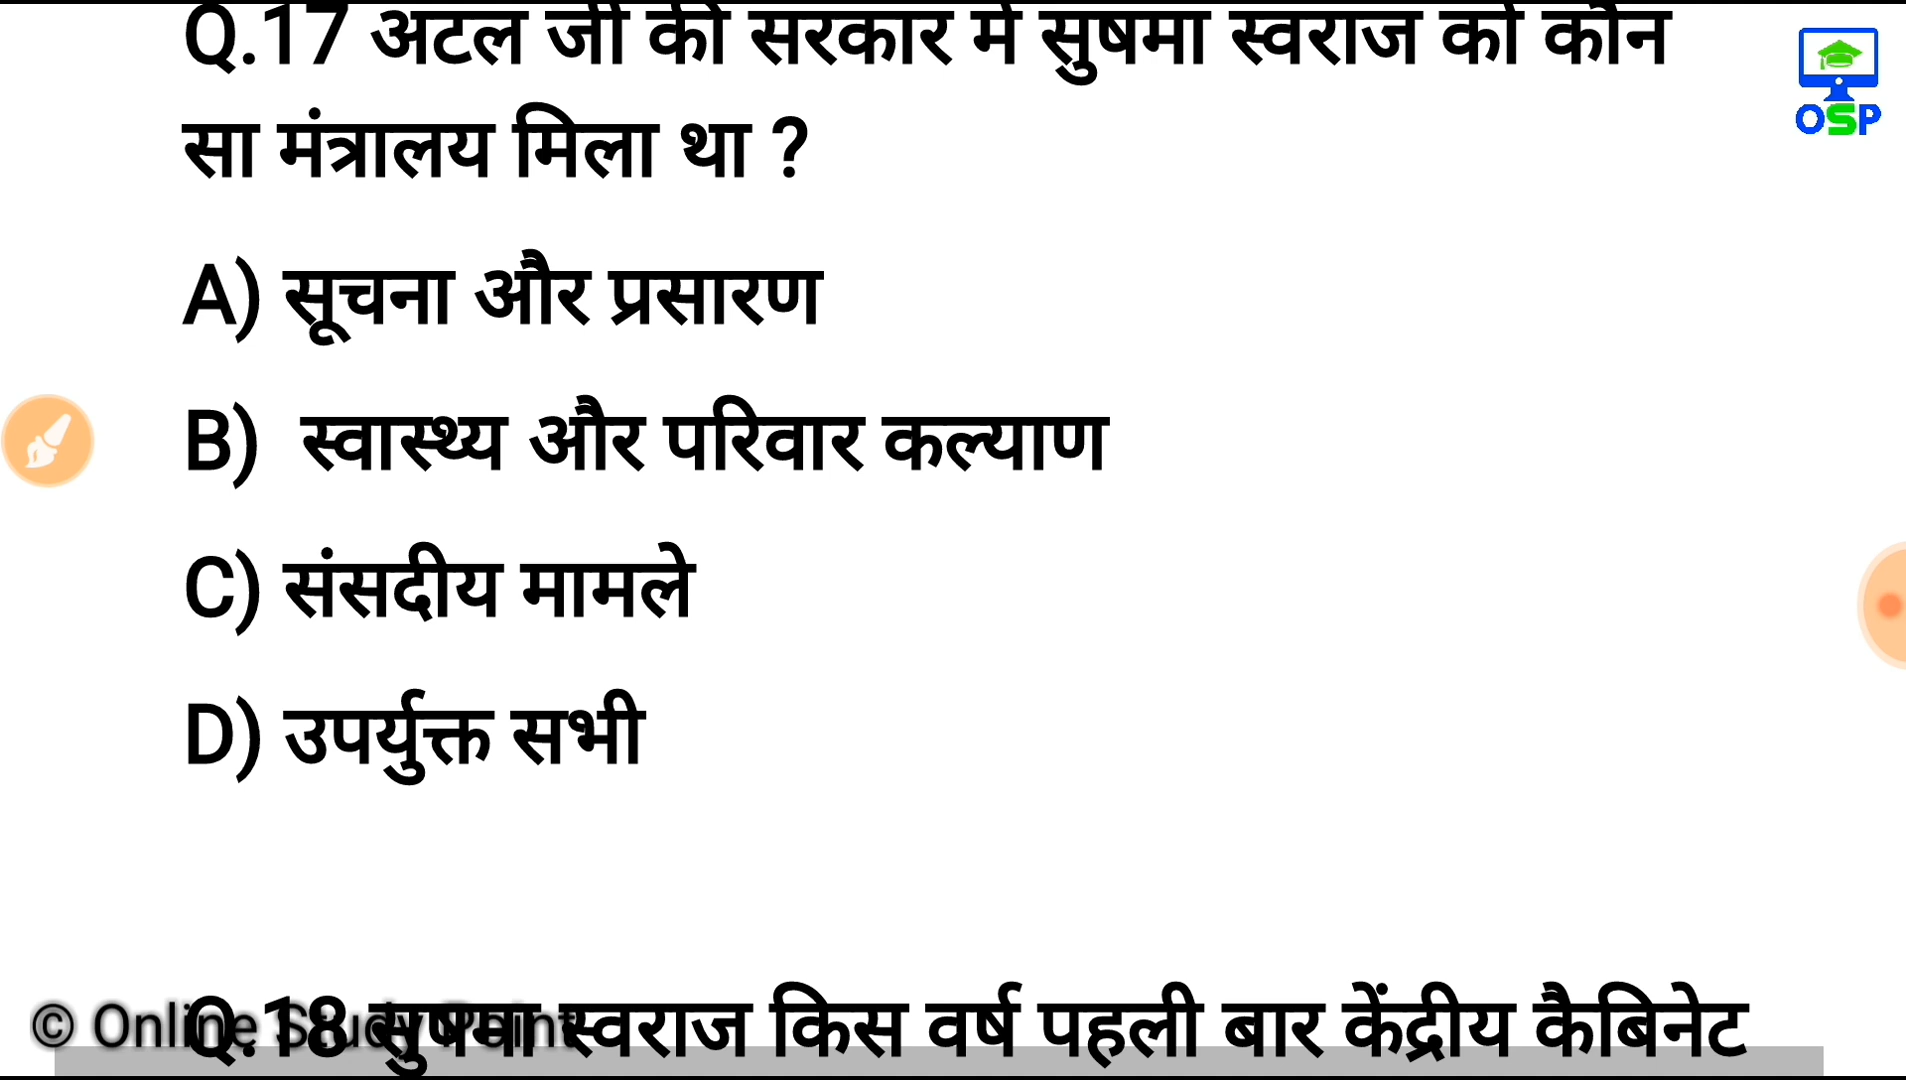 Q.17 अटल जी की सरकार में सुषमा स्वराज को कौन
OSP
सा मंत्रालय मिला था ?
A) सूचना और प्रसारण
B) स्वास्थ्य और परिवार कल्याण
C) संसदीय मामले
D) उपर्युक्त सभी
© Online Study Point
Q.18 सुषमा स्वराज किस वर्ष पहली बार केंद्रीय कैबिनेट